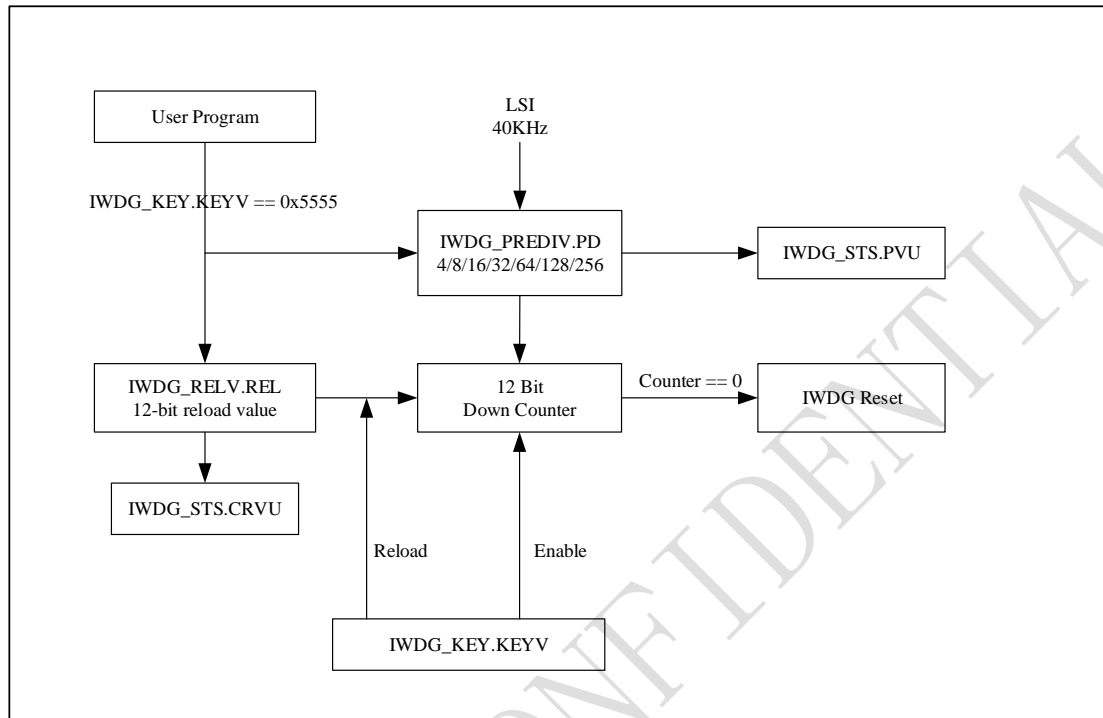 User Program
LSI
40KHz
IWDG_KEY.KEYV == 0x5555
IWDG_PREDIV.PD
4/8/16/32/64/128/256
IWDG_STS.PVU
IWDG_RELV.REL
12-bit reload value
12 Bit
Down Counter
Counter == 0
IWDG Reset
IWDG_STS.CRVU
Reload
Enable
IWDG_KEY.KEYV
ONFIDENTIAL